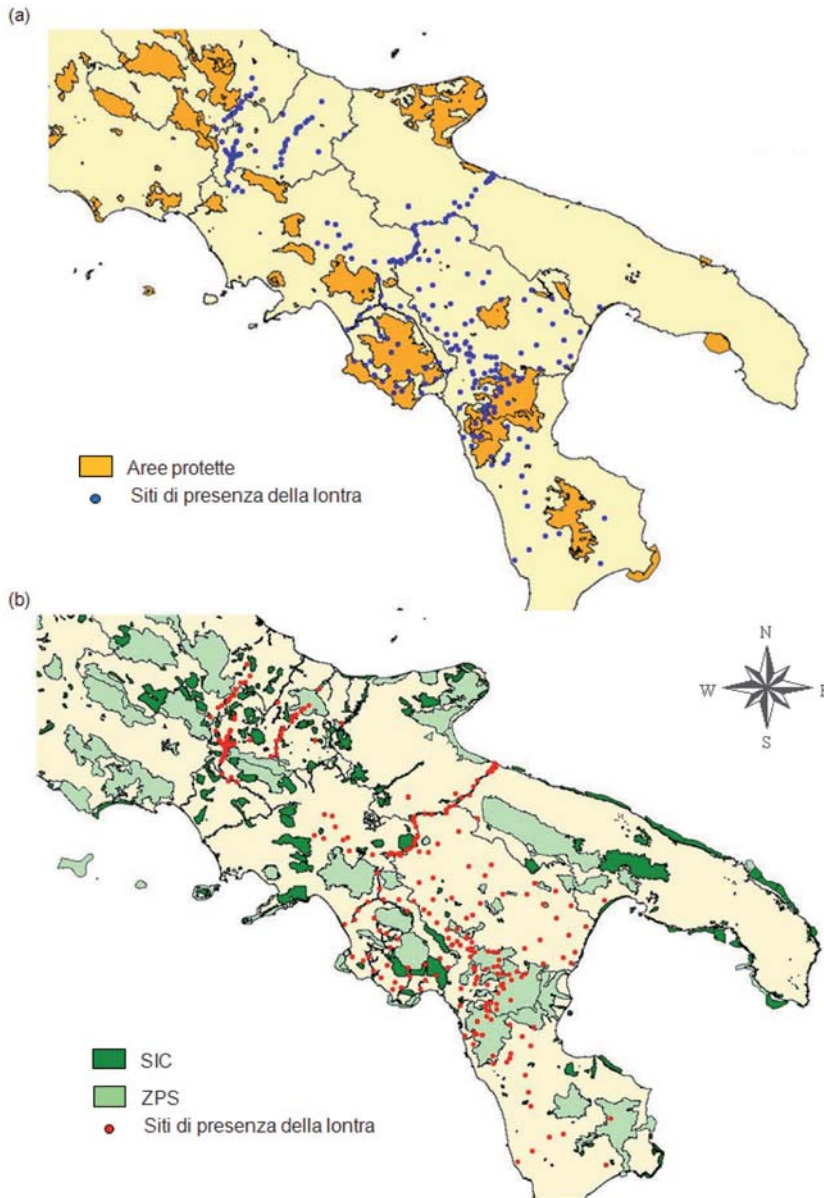 (a)
Aree protette
Siti di presenza della lontra
(b)
N
W
E
S
SIC
ZPS
Siti di presenza della lontra